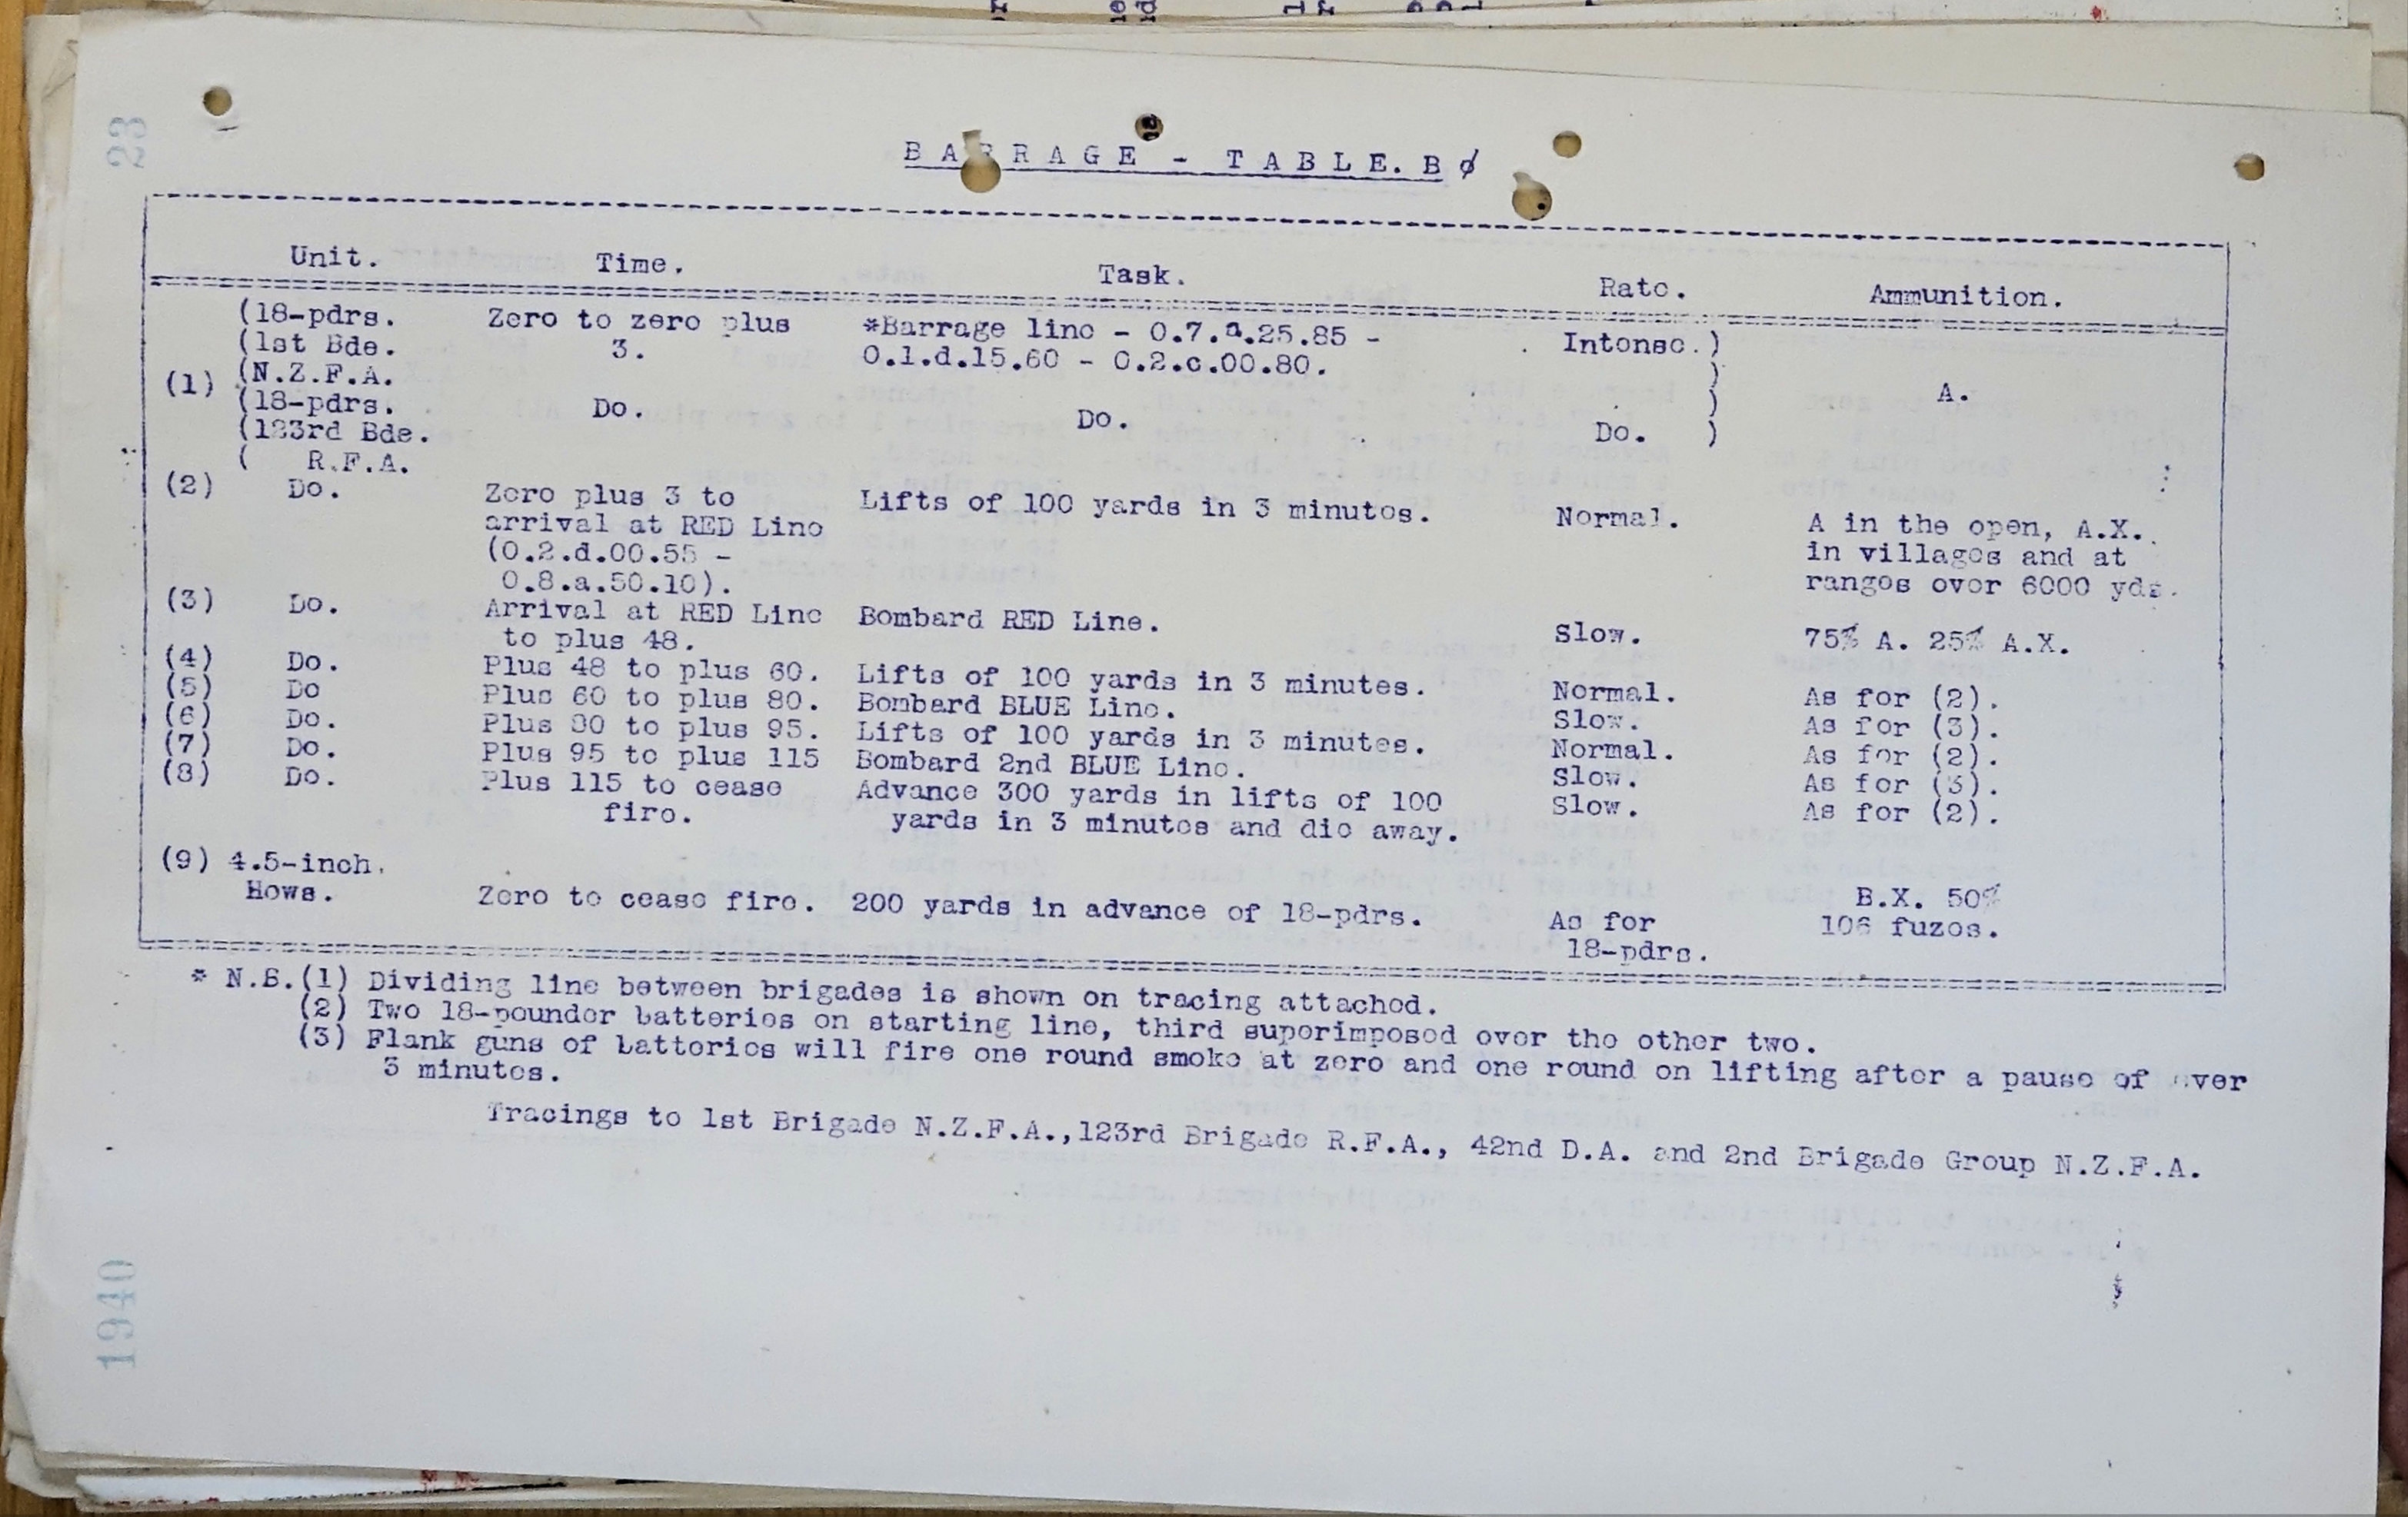 23
BARRAGE - TABLE. B
Unit. Time. Task. Rate. Ammunition.
(18-pdrs. Zero to zero plus *Barrage line - O.7.a.25.85 - Intense.)
(1st Bde. 3. O.1.d.15.60 - O.2.c.00.80. )
(1) (N.Z.F.A. ) A.
(18-pdrs. Do. Do. Do. )
(123rd Bde.
( R.F.A.
(2) Do. Zero plus 3 to Lifts of 100 yards in 3 minutes. Normal. A in the open, A.X.
arrival at RED Line in villages and at
(O.2.d.00.55 - ranges over 6000 yds.
O.8.a.50.10).
(3) Do. Arrival at RED Line Bombard RED Line. Slow. 75% A. 25% A.X.
to plus 48.
(4) Do. Plus 48 to plus 60. Lifts of 100 yards in 3 minutes. Normal. As for (2).
(5) Do Plus 60 to plus 80. Bombard BLUE Line. Slow. As for (3).
(6) Do. Plus 80 to plus 95. Lifts of 100 yards in 3 minutes. Normal. As for (2).
(7) Do. Plus 95 to plus 115 Bombard 2nd BLUE Line. Slow. As for (3).
(8) Do. Plus 115 to cease Advance 300 yards in lifts of 100 Slow. As for (2).
fire. yards in 3 minutes and die away.
(9) 4.5-inch.
Hows. Zero to cease fire. 200 yards in advance of 18-pdrs. As for B.X. 50%
18-pdrs. 106 fuzes.
* N.B.(1) Dividing line between brigades is shown on tracing attached.
(2) Two 18-pounder batteries on starting line, third superimposed over the other two.
(3) Flank guns of batteries will fire one round smoke at zero and one round on lifting after a pause of over
3 minutes.
Tracings to 1st Brigade N.Z.F.A.,123rd Brigade R.F.A., 42nd D.A. and 2nd Brigade Group N.Z.F.A.
1940